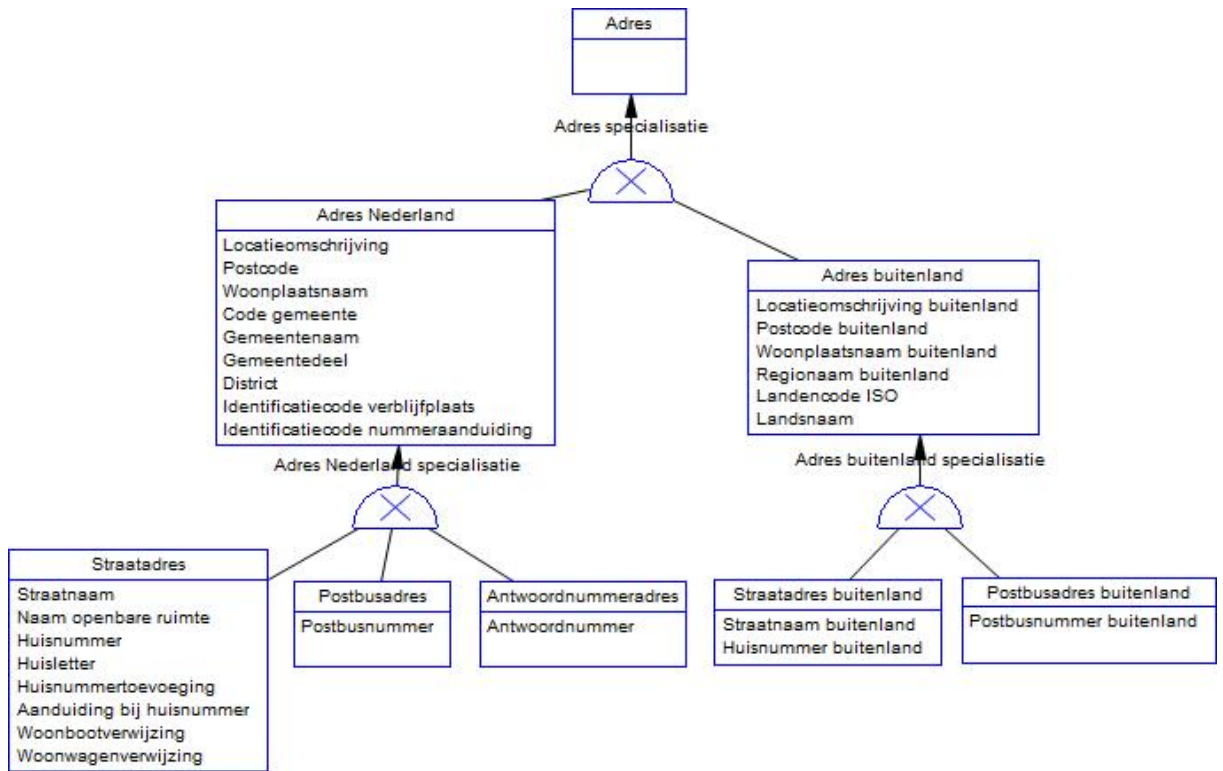 Adres
Adres specialisatie
Adres Nederland
Locatieomschrijving
Postcode
Woonplaatsnaam
Code gemeente
Gemeentenaam
Gemeentedeel
District
Identificatiecode verblijfplaats
Identificatiecode nummeraanduiding
Adres buitenland
Locatieomschrijving buitenland
Postcode buitenland
Woonplaatsnaam buitenland
Regionaam buitenland
Landencode ISO
Landsnaam
Adres Nederland specialisatie
Adres buitenland specialisatie
Straatadres
Straatnaam
Naam openbare ruimte
Huisnummer
Huisletter
Huisnummertoevoeging
Aanduiding bij huisnummer
Woonbootverwijzing
Woonwagenverwijzing
Postbusadres
Postbusnummer
Antwoordnummeradres
Antwoordnummer
Straatadres buitenland
Straatnaam buitenland
Huisnummer buitenland
Postbusadres buitenland
Postbusnummer buitenland